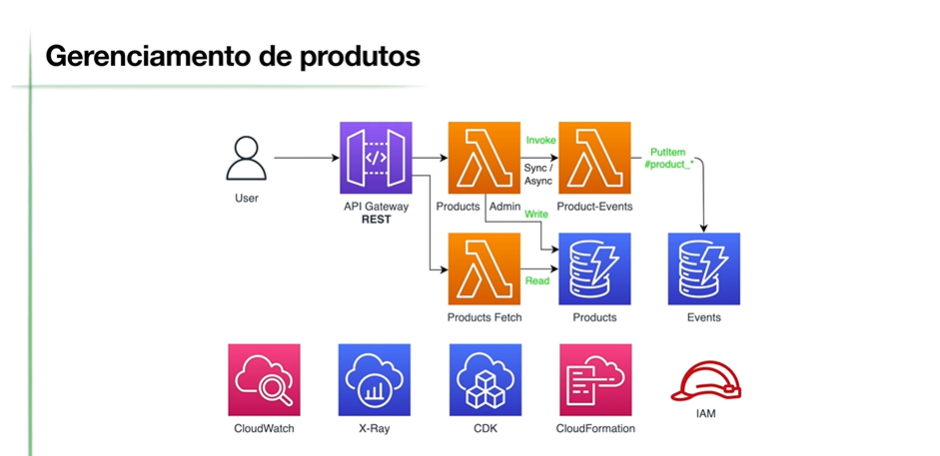 Gerenciamento de produtos
User
API Gateway
REST
Products Admin
Invoke
Sync /
Async
Product-Events
PutItem
#product_*
Write
Read
Products Fetch
Products
Events
CloudWatch
X-Ray
CDK
CloudFormation
IAM